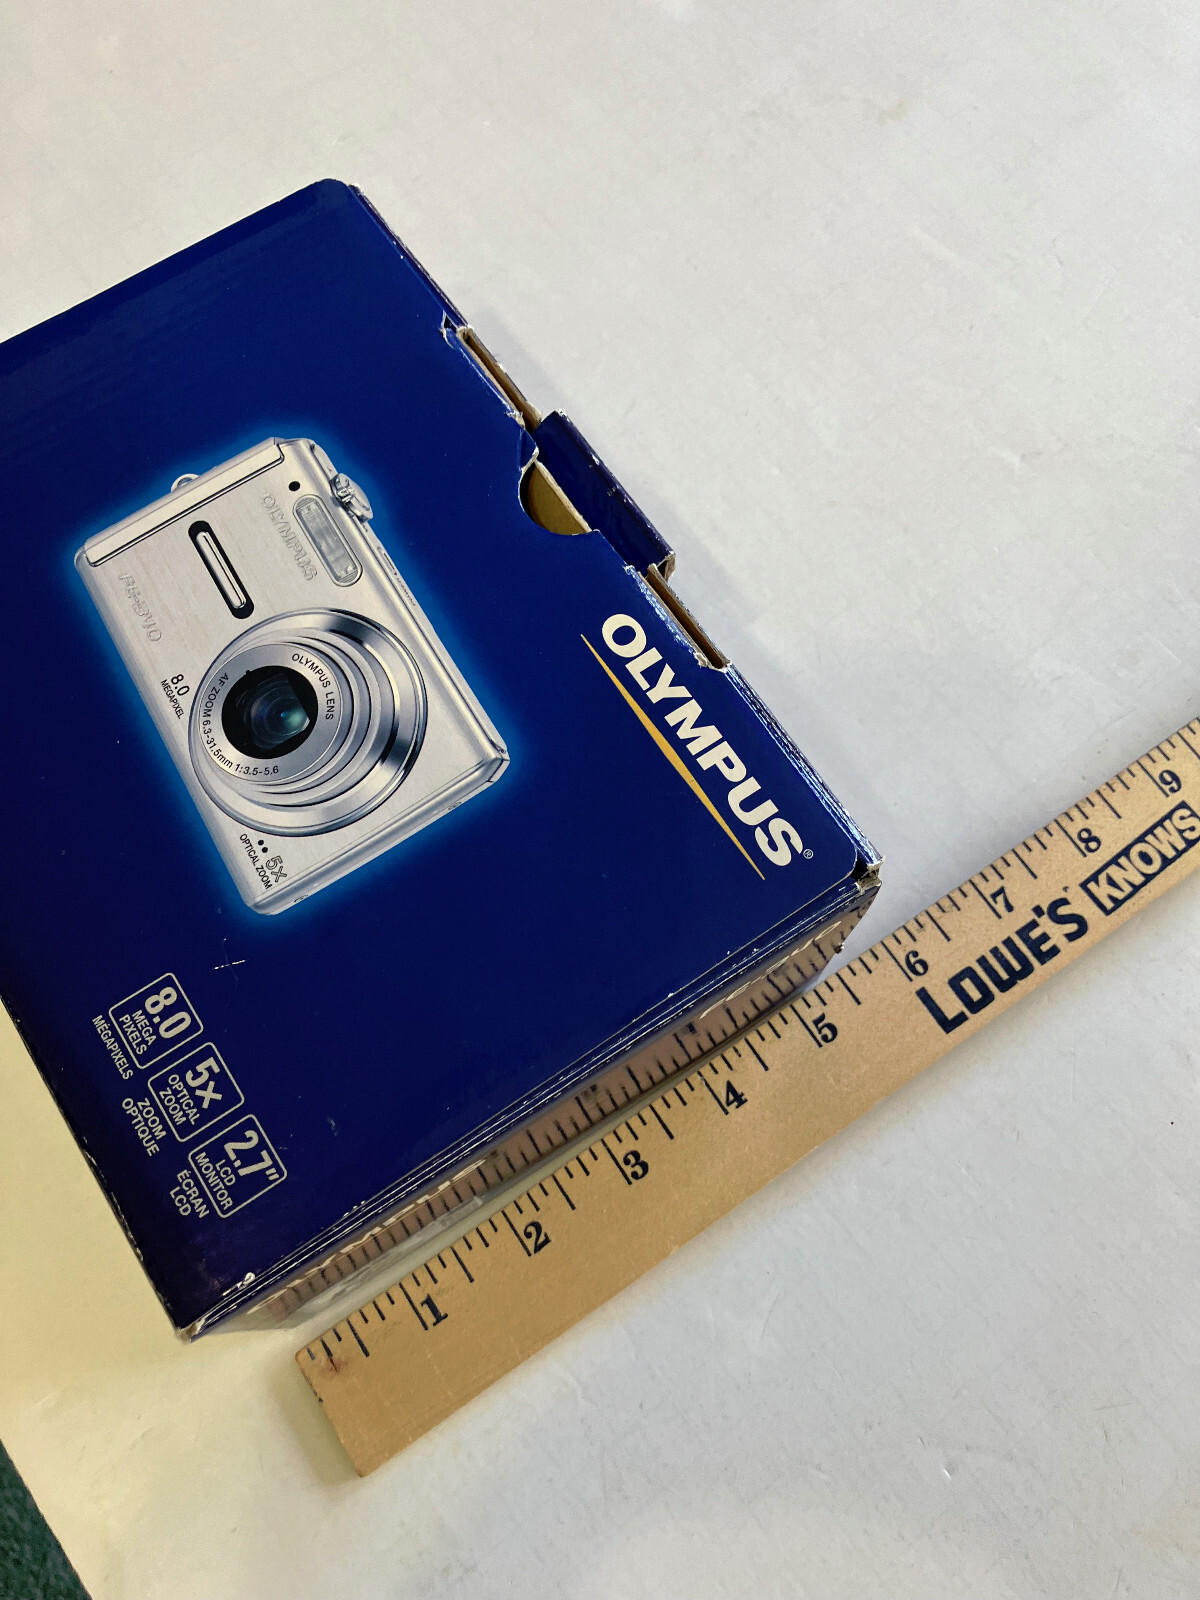 OLYMPUS®
OLYMPUS
FE-340
8.0
MEGAPIXEL
OLYMPUS LENS
AF ZOOM 6.3-31.5mm 1:3.5-5.6
5X
OPTICAL ZOOM
8.0
MEGA
PIXELS
MÉGAPIXELS
5x
OPTICAL
ZOOM
ZOOM
OPTIQUE
2.7"
LCD
MONITOR
ÉCRAN
LCD
1 2 3 4 5 6 7 8 9
LOWE'S KNOWS